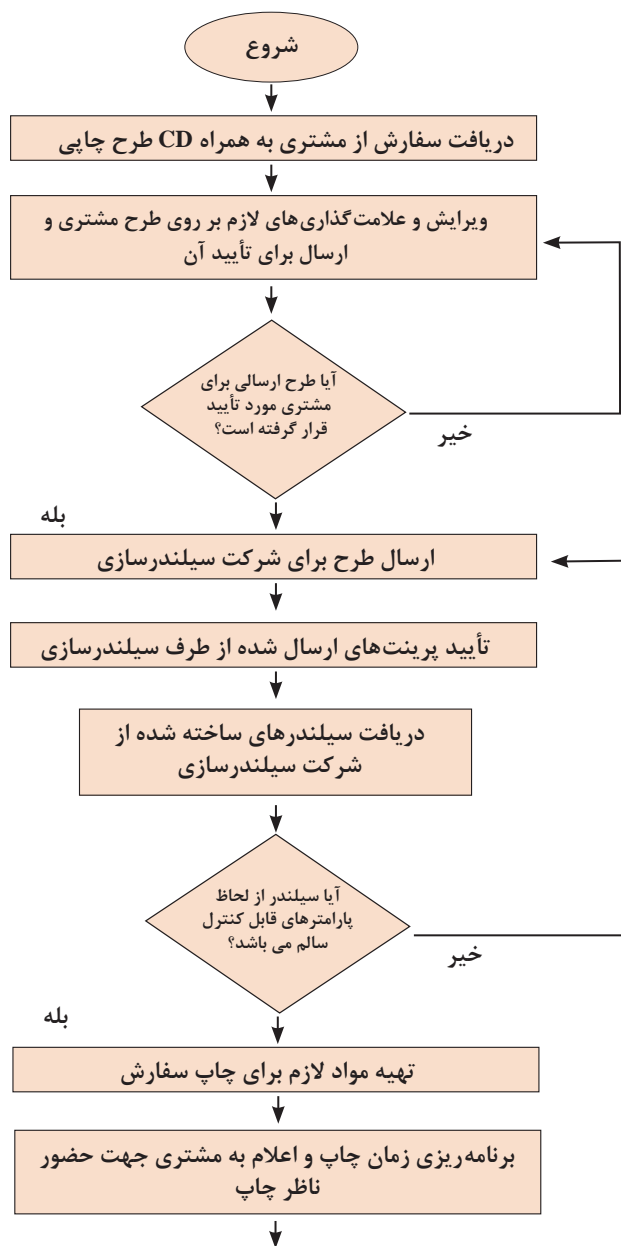 شروع
دریافت سفارش از مشتری به همراه CD طرح چاپی
ویرایش و علامت‌گذاری‌های لازم بر روی طرح مشتری و
ارسال برای تأیید آن
آیا طرح ارسالی برای
مشتری مورد تأیید
قرار گرفته است؟
خیر
بله
ارسال طرح برای شرکت سیلندرسازی
تأیید پرینت‌های ارسال شده از طرف سیلندرسازی
دریافت سیلندرهای ساخته شده از
شرکت سیلندرسازی
آیا سیلندر از لحاظ
پارامترهای قابل کنترل
سالم می باشد؟
خیر
بله
تهیه مواد لازم برای چاپ سفارش
برنامه‌ریزی زمان چاپ و اعلام به مشتری جهت حضور
ناظر چاپ